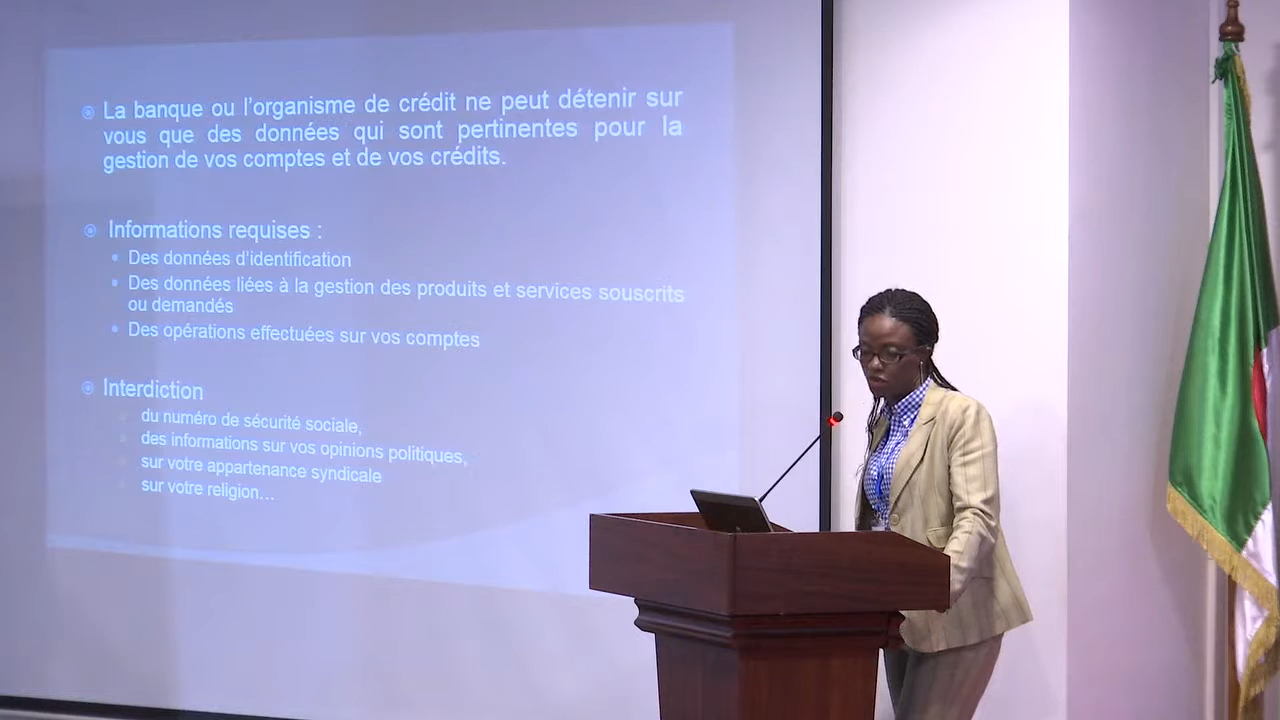 La banque ou l'organisme de crédit ne peut détenir sur
vous que des données qui sont pertinentes pour la
gestion de vos comptes et de vos crédits.
Informations requises :
Des données d'identification
Des données liées à la gestion des produits et services souscrits
ou demandés
Des opérations effectuées sur vos comptes
Interdiction
du numéro de sécurité sociale,
des informations sur vos opinions politiques,
sur votre appartenance syndicale
sur votre religion...